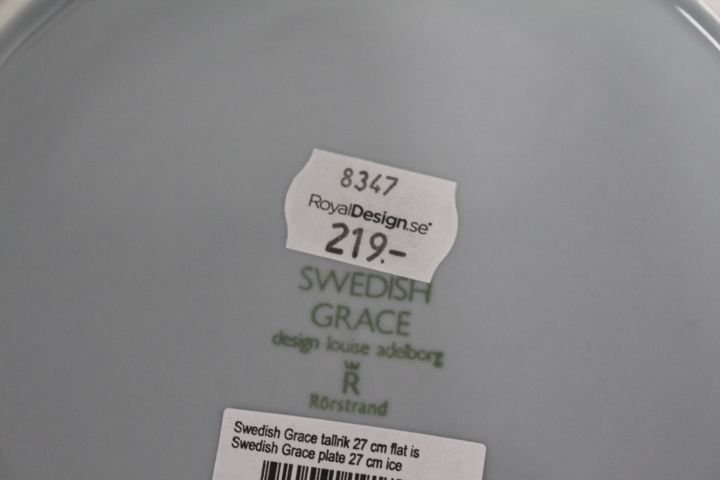 8347
RoyalDesign.se®
219.-
SWEDISH
GRACE
design louise adelborg
R
Rörstrand
Swedish Grace tallrik 27 cm flat is
Swedish Grace plate 27 cm ice